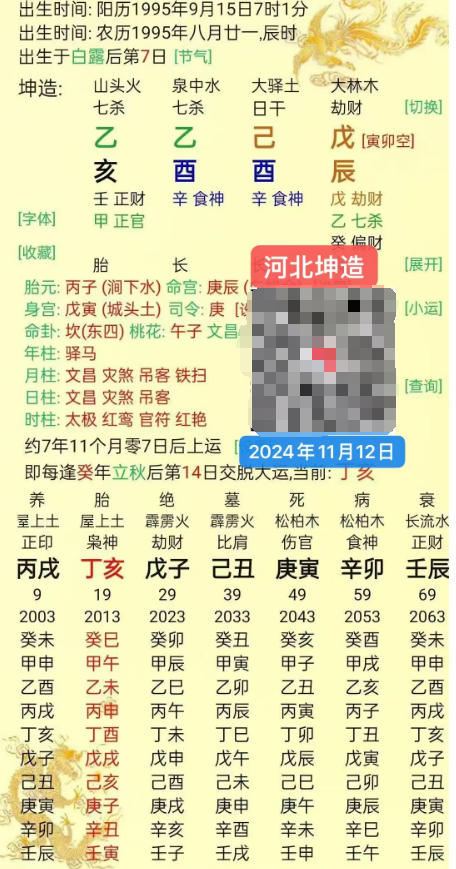 出生时间: 阳历1995年9月15日7时1分
出生时间: 农历1995年八月廿一,辰时
出生于白露后第7日 [节气]
坤造: 山头火 泉中水 大驿土 大林木
七杀 七杀 日干 劫财 [切换]
乙 乙 己 戊 [寅卯空]
亥 酉 酉 辰
壬 正财 辛 食神 辛 食神 戊 劫财
[字体] 甲 正官 乙 七杀
[收藏] 癸 偏财
胎 长 [展开]
河北坤造
胎元: 丙子 (涧下水) 命宫: 庚辰
身宫: 戊寅 (城头土) 司令: 庚 [小运]
命卦: 坎(东四) 桃花: 午子 文昌
年柱: 驿马
月柱: 文昌 灾煞 吊客 铁扫 [查询]
日柱: 文昌 灾煞 吊客
时柱: 太极 红鸾 官符 红艳
约7年11个月零7日后上运
2024年11月12日
即每逢癸年立秋后第14日交脱大运,当前: 丁亥
养 胎 绝 墓 死 病 衰
屋上土 屋上土 霹雳火 霹雳火 松柏木 松柏木 长流水
正印 枭神 劫财 比肩 伤官 食神 正财
丙戌 丁亥 戊子 己丑 庚寅 辛卯 壬辰
9 19 29 39 49 59 69
2003 2013 2023 2033 2043 2053 2063
癸未 癸巳 癸卯 癸丑 癸亥 癸酉 癸未
甲申 甲午 甲辰 甲寅 甲子 甲戌 甲申
乙酉 乙未 乙巳 乙卯 乙丑 乙亥 乙酉
丙戌 丙申 丙午 丙辰 丙寅 丙子 丙戌
丁亥 丁酉 丁未 丁巳 丁卯 丁丑 丁亥
戊子 戊戌 戊申 戊午 戊辰 戊寅 戊子
己丑 己亥 己酉 己未 己巳 己卯 己丑
庚寅 庚子 庚戌 庚申 庚午 庚辰 庚寅
辛卯 辛丑 辛亥 辛酉 辛未 辛巳 辛卯
壬辰 壬寅 壬子 壬戌 壬申 壬午 壬辰